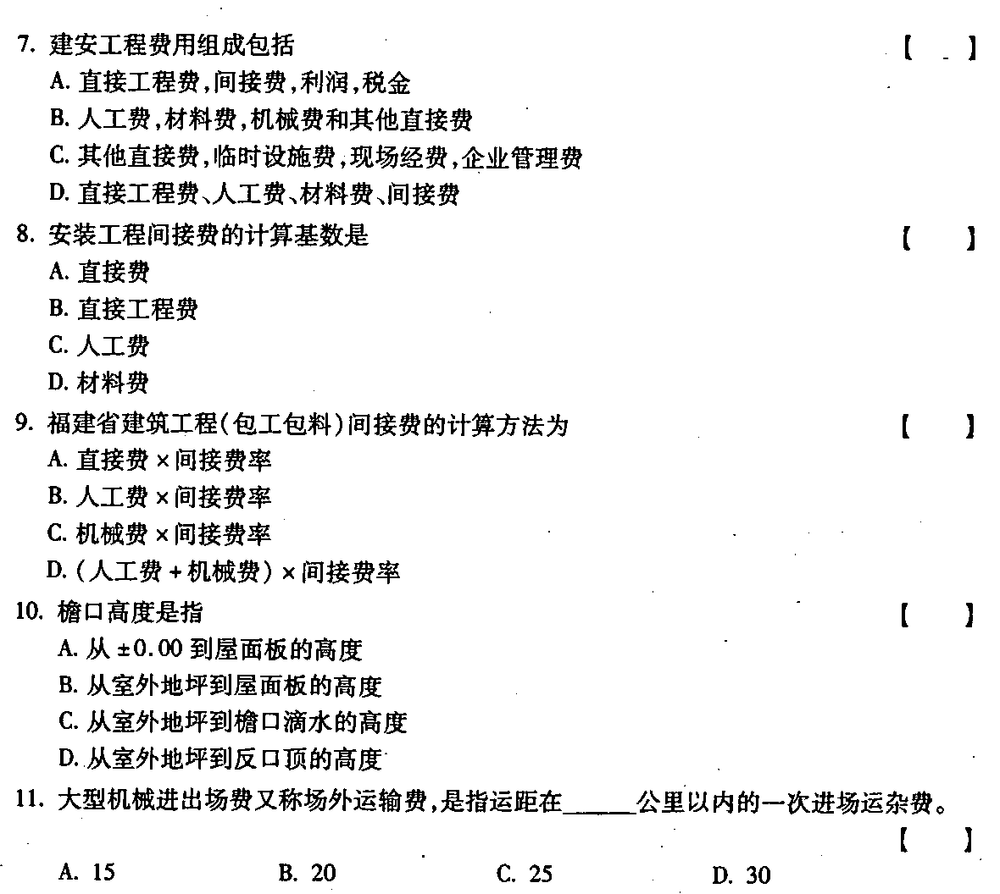 7. 建安工程费用组成包括 【 】
A. 直接工程费,间接费,利润,税金
B. 人工费,材料费,机械费和其他直接费
C. 其他直接费,临时设施费,现场经费,企业管理费
D. 直接工程费、人工费、材料费、间接费
8. 安装工程间接费的计算基数是 【 】
A. 直接费
B. 直接工程费
C. 人工费
D. 材料费
9. 福建省建筑工程(包工包料)间接费的计算方法为 【 】
A. 直接费×间接费率
B. 人工费×间接费率
C. 机械费×间接费率
D. (人工费+机械费)×间接费率
10. 檐口高度是指 【 】
A. 从±0.00到屋面板的高度
B. 从室外地坪到屋面板的高度
C. 从室外地坪到檐口滴水的高度
D. 从室外地坪到反口顶的高度
11. 大型机械进出场费又称场外运输费,是指运距在______公里以内的一次进场运杂费。
【 】
A. 15 B. 20 C. 25 D. 30